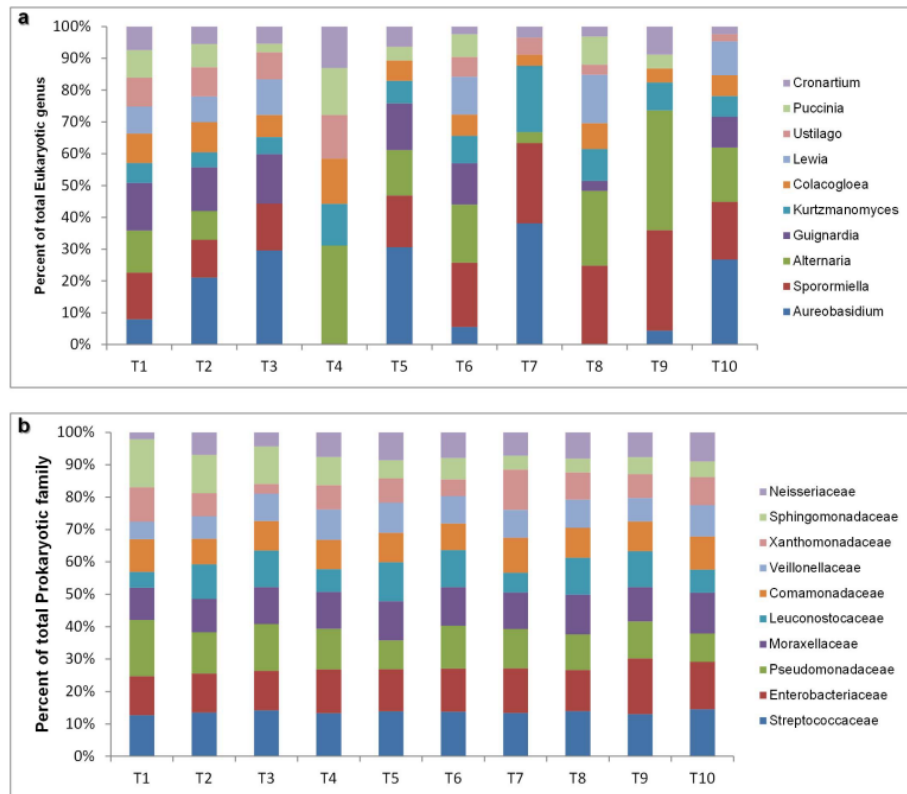 a
Percent of total Eukaryotic genus
100%
90%
80%
70%
60%
50%
40%
30%
20%
10%
0%
T1 T2 T3 T4 T5 T6 T7 T8 T9 T10
Cronartium
Puccinia
Ustilago
Lewia
Colacogloea
Kurtzmanomyces
Guignardia
Alternaria
Sporormiella
Aureobasidium
b
Percent of total Prokaryotic family
100%
90%
80%
70%
60%
50%
40%
30%
20%
10%
0%
T1 T2 T3 T4 T5 T6 T7 T8 T9 T10
Neisseriaceae
Sphingomonadaceae
Xanthomonadaceae
Veillonellaceae
Comamonadaceae
Leuconostocaceae
Moraxellaceae
Pseudomonadaceae
Enterobacteriaceae
Streptococcaceae